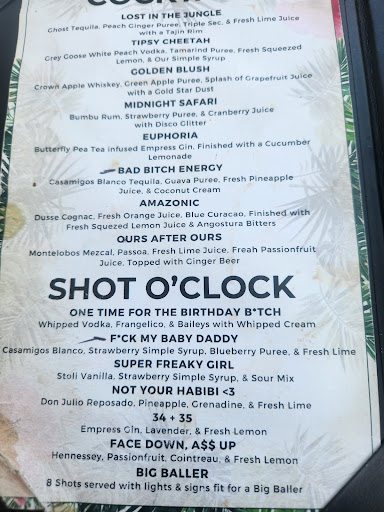 COCKTAILS
LOST IN THE JUNGLE
Ghost Tequila, Peach Ginger Puree, Triple Sec, & Fresh Lime Juice
with a Tajin Rim
TIPSY CHEETAH
Grey Goose White Peach Vodka, Tamarind Puree, Fresh Squeezed
Lemon, & Our Simple Syrup
GOLDEN BLUSH
Crown Apple Whiskey, Green Apple Puree, Splash of Grapefruit Juice
with a Gold Star Dust
MIDNIGHT SAFARI
Bumbu Rum, Strawberry Puree, & Cranberry Juice
with Disco Glitter
EUPHORIA
Butterfly Pea Tea infused Empress Gin, Finished with a Cucumber
Lemonade
BAD BITCH ENERGY
Casamigos Blanco Tequila, Guava Puree, Fresh Pineapple
Juice, & Coconut Cream
AMAZONIC
Dusse Cognac, Fresh Orange Juice, Blue Curacao, Finished with
Fresh Squezed Lemon Juice & Angostura Bitters
OURS AFTER OURS
Montelobos Mezcal, Passoa, Fresh Lime Juice, Freah Passionfruit
Juice, Topped with Ginger Beer
SHOT O'CLOCK
ONE TIME FOR THE BIRTHDAY B*TCH
Whipped Vodka, Frangelico, & Baileys with Whipped Cream
F*CK MY BABY DADDY
Casamigos Blanco, Strawberry Simple Syrup, Blueberry Puree, & Fresh Lime
SUPER FREAKY GIRL
Stoli Vanilla, Strawberry Simple Syrup, & Sour Mix
NOT YOUR HABIBI <3
Don Julio Reposado, Pineapple, Grenadine, & Fresh Lime
34 + 35
Empress Gin, Lavender, & Fresh Lemon
FACE DOWN, A$$ UP
Hennessey, Passionfruit, Cointreau, & Fresh Lemon
BIG BALLER
8 Shots served with lights & signs fit for a Big Baller